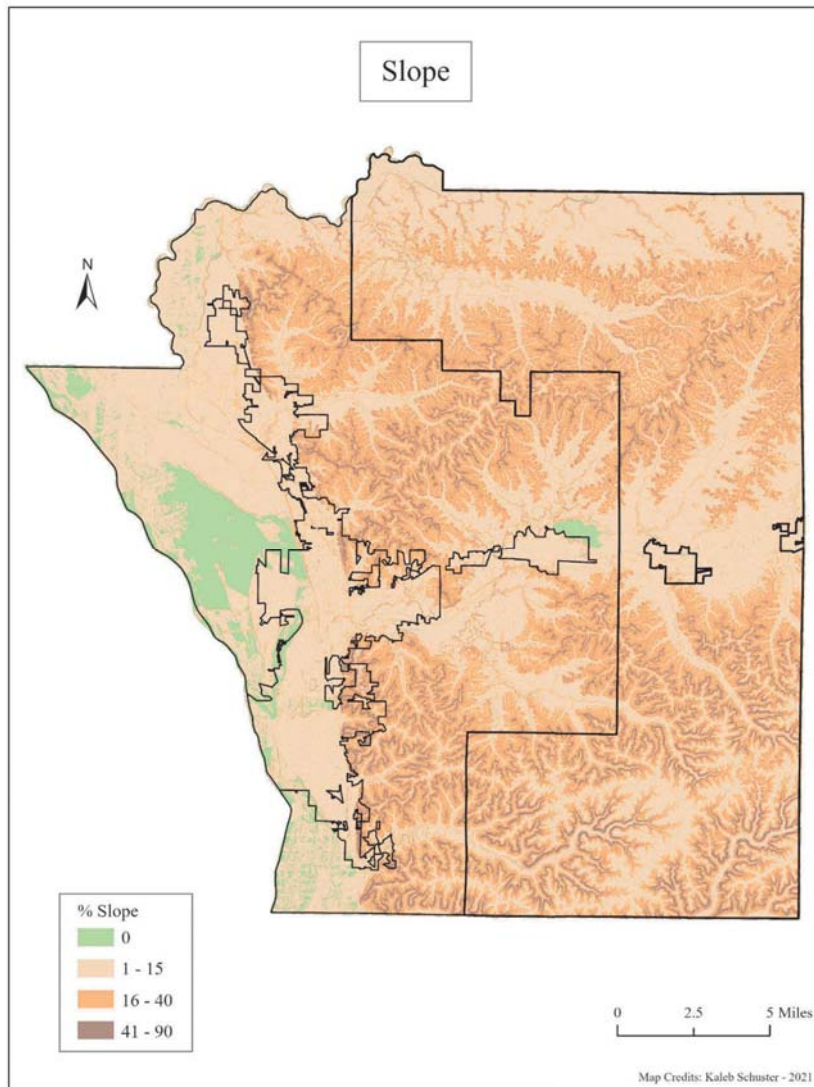 Slope
N
% Slope
0
1 - 15
16 - 40
41 - 90
0 2.5 5 Miles
Map Credits: Kaleb Schuster - 2021